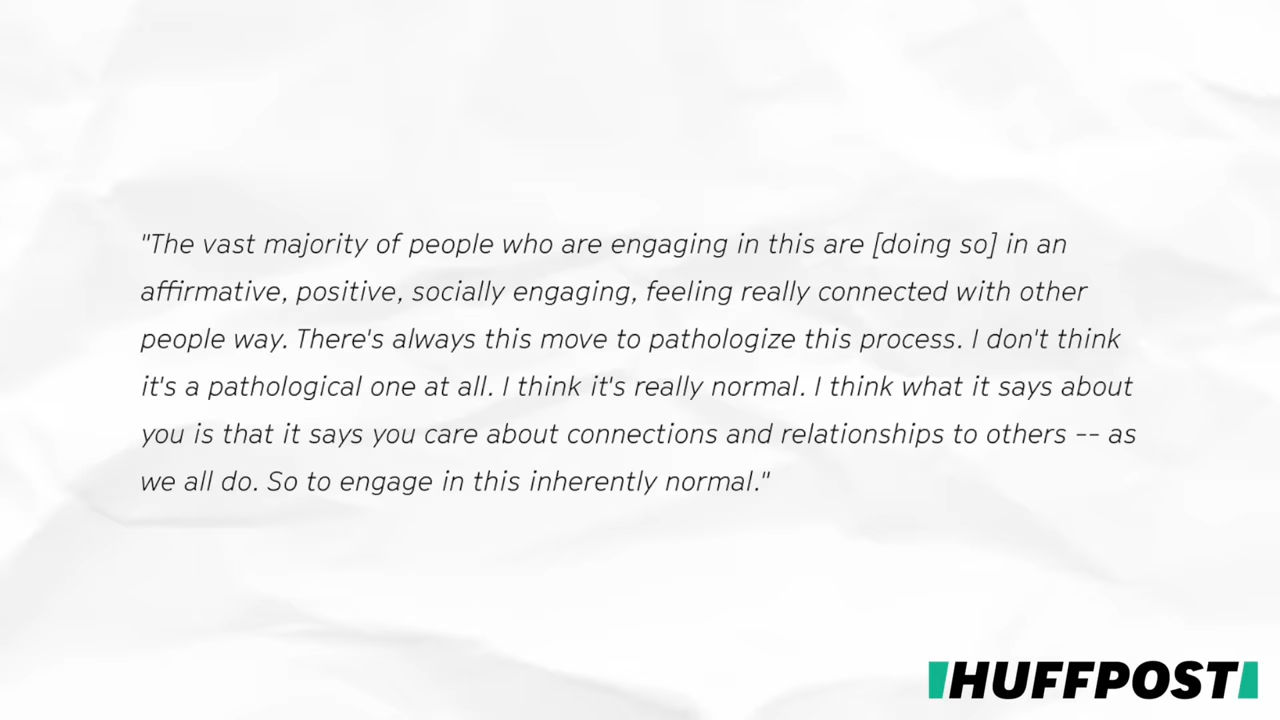 "The vast majority of people who are engaging in this are [doing so] in an
affirmative, positive, socially engaging, feeling really connected with other
people way. There's always this move to pathologize this process. I don't think
it's a pathological one at all. I think it's really normal. I think what it says about
you is that it says you care about connections and relationships to others -- as
we all do. So to engage in this inherently normal."
HUFFPOST